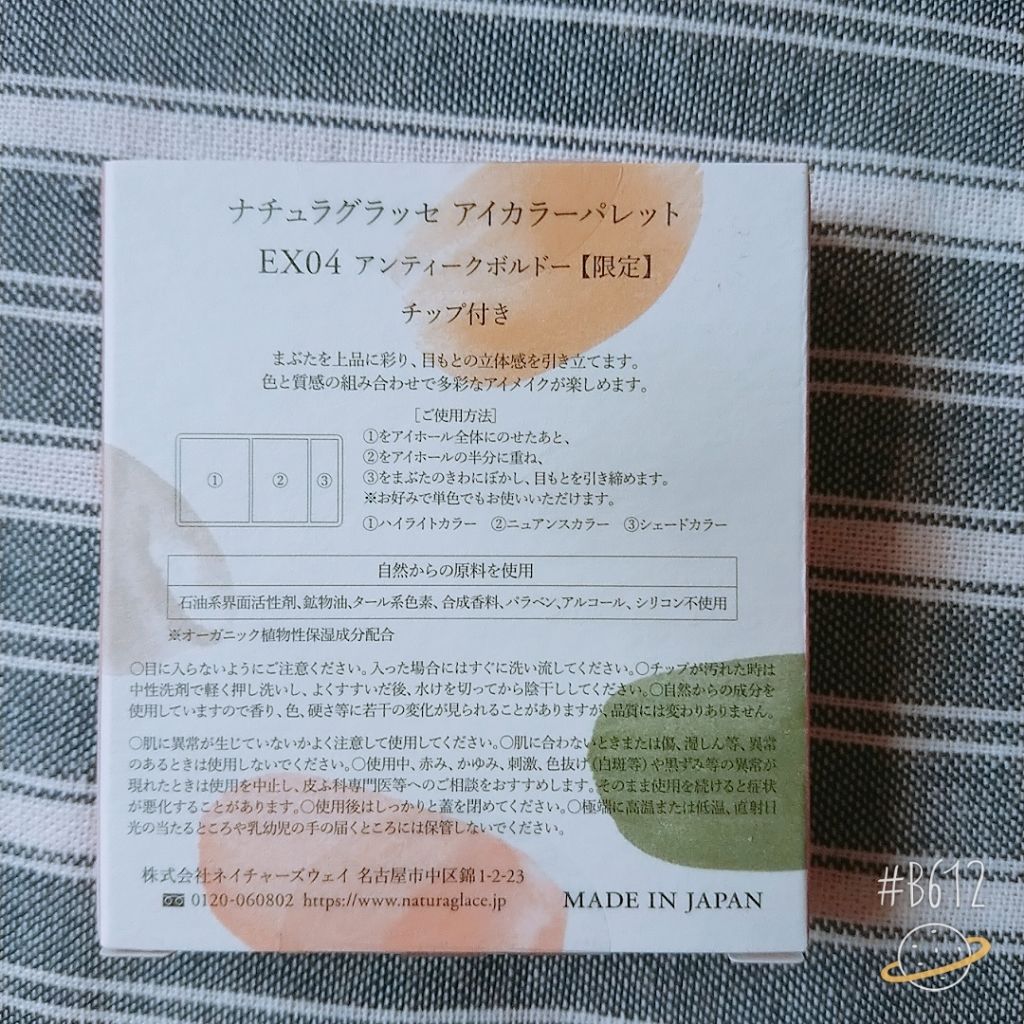 ナチュラグラッセ アイカラーパレット
EX04 アンティークボルドー【限定】
チップ付き
まぶたを上品に彩り、目もとの立体感を引き立てます。
色と質感の組み合わせで多彩なアイメイクが楽しめます。
[ご使用方法]
①をアイホール全体にのせたあと、
②をアイホールの半分に重ね、
③をまぶたのきわにぼかし、目もとを引き締めます。
※お好みで単色でもお使いいただけます。
① ② ③
①ハイライトカラー ②ニュアンスカラー ③シェードカラー
自然からの原料を使用
石油系界面活性剤、鉱物油、タール系色素、合成香料、パラベン、アルコール、シリコン不使用
※オーガニック植物性保湿成分配合
○目に入らないようにご注意ください。入った場合にはすぐに洗い流してください。○チップが汚れた時は
中性洗剤で軽く押し洗いし、よくすすいだ後、水けを切ってから陰干ししてください。○自然からの成分を
使用していますので香り、色、硬さ等に若干の変化が見られることがありますが、品質には変わりありません。
○肌に異常が生じていないかよく注意して使用してください。○肌に合わないときまたは傷、湿しん等、異常
のあるときは使用しないでください。○使用中、赤み、かゆみ、刺激、色抜け(白斑等)や黒ずみ等の異常が
現れたときは使用を中止し、皮ふ科専門医等へのご相談をおすすめします。そのまま使用を続けると症状
が悪化することがあります。○使用後はしっかりと蓋を閉めてください。○極端に高温または低温、直射日
光の当たるところや乳幼児の手の届くところには保管しないでください。
株式会社ネイチャーズウェイ 名古屋市中区錦1-2-23
0120-060802 https://www.naturaglace.jp
MADE IN JAPAN
#B612